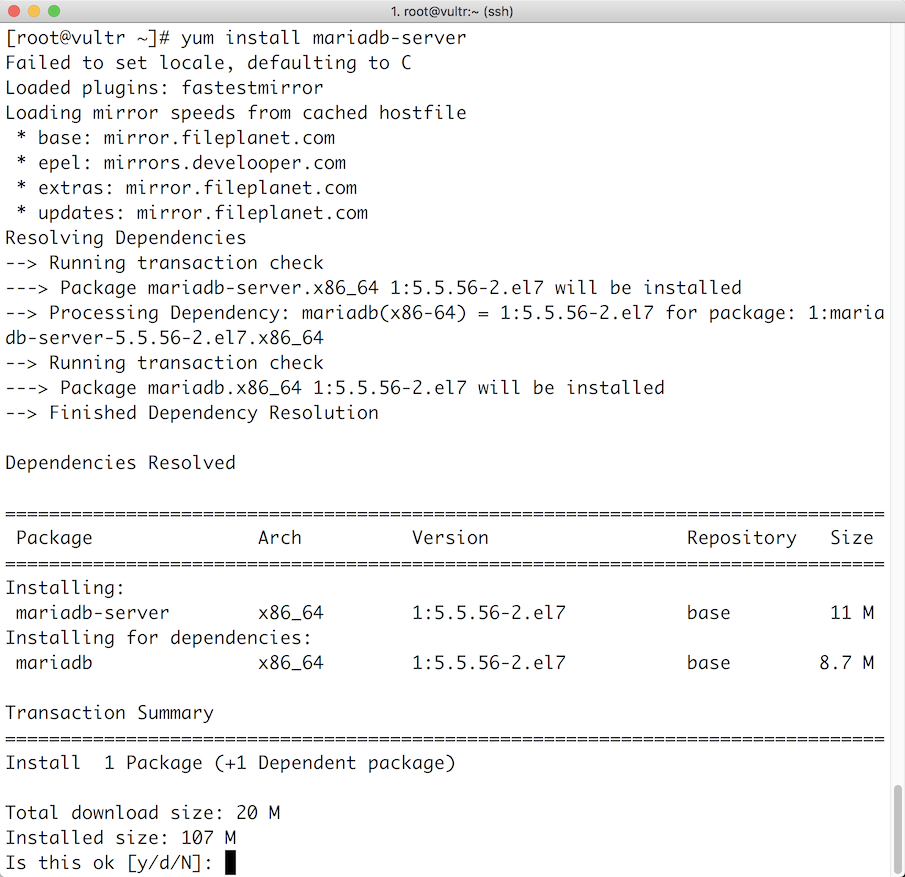 1. root@vultr:~ (ssh)
[root@vultr ~]# yum install mariadb-server
Failed to set locale, defaulting to C
Loaded plugins: fastestmirror
Loading mirror speeds from cached hostfile
 * base: mirror.fileplanet.com
 * epel: mirrors.develooper.com
 * extras: mirror.fileplanet.com
 * updates: mirror.fileplanet.com
Resolving Dependencies
--> Running transaction check
---> Package mariadb-server.x86_64 1:5.5.56-2.el7 will be installed
--> Processing Dependency: mariadb(x86-64) = 1:5.5.56-2.el7 for package: 1:maria
db-server-5.5.56-2.el7.x86_64
--> Running transaction check
---> Package mariadb.x86_64 1:5.5.56-2.el7 will be installed
--> Finished Dependency Resolution

Dependencies Resolved

================================================================================
 Package               Arch          Version                  Repository   Size
================================================================================
Installing:
 mariadb-server        x86_64        1:5.5.56-2.el7           base         11 M
Installing for dependencies:
 mariadb               x86_64        1:5.5.56-2.el7           base        8.7 M

Transaction Summary
================================================================================
Install  1 Package (+1 Dependent package)

Total download size: 20 M
Installed size: 107 M
Is this ok [y/d/N]: